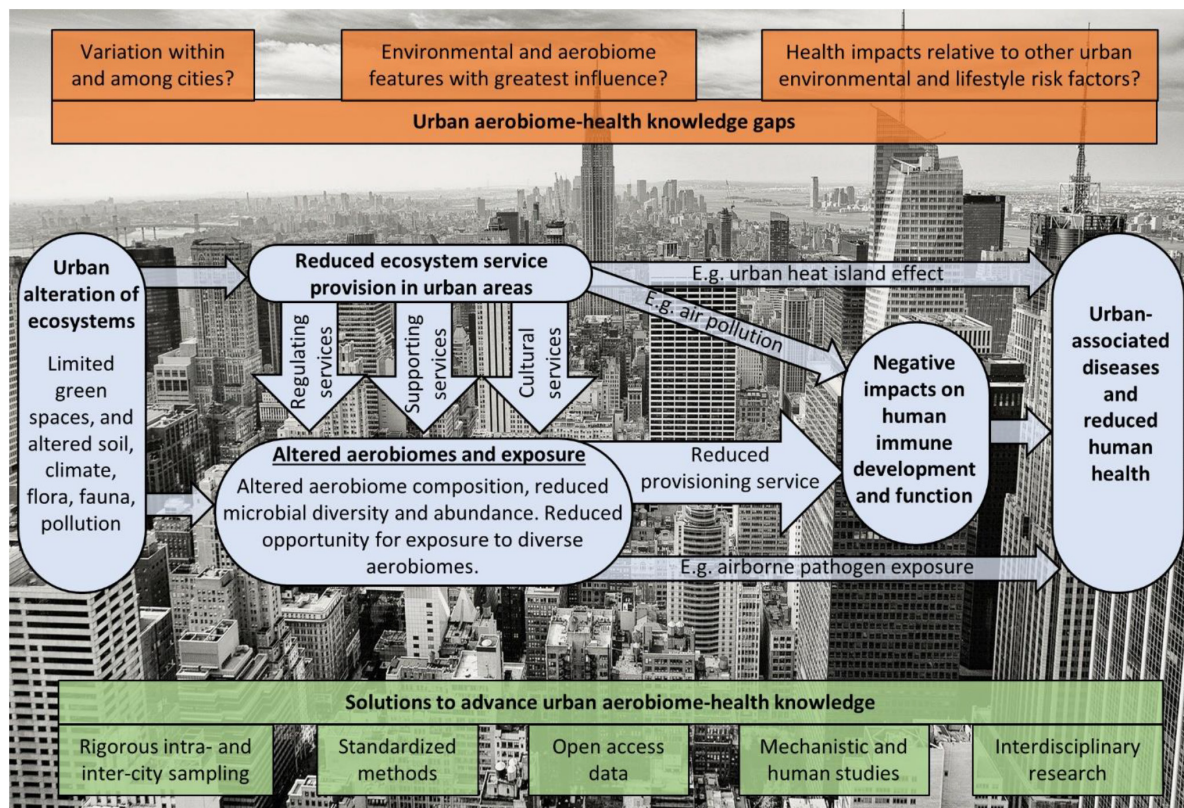 Variation within
and among cities?
Environmental and aerobiome
features with greatest influence?
Health impacts relative to other urban
environmental and lifestyle risk factors?
Urban aerobiome-health knowledge gaps
Urban
alteration of
ecosystems
Limited
green
spaces, and
altered soil,
climate,
flora, fauna,
pollution
Reduced ecosystem service
provision in urban areas
Regulating
services
Supporting
services
Cultural
services
E.g. urban heat island effect
E.g. air pollution
Altered aerobiomes and exposure
Altered aerobiome composition, reduced
microbial diversity and abundance. Reduced
opportunity for exposure to diverse
aerobiomes.
Reduced
provisioning service
E.g. airborne pathogen exposure
Negative
impacts on
human
immune
development
and function
Urban-
associated
diseases
and
reduced
human
health
Solutions to advance urban aerobiome-health knowledge
Rigorous intra- and
inter-city sampling
Standardized
methods
Open access
data
Mechanistic and
human studies
Interdisciplinary
research